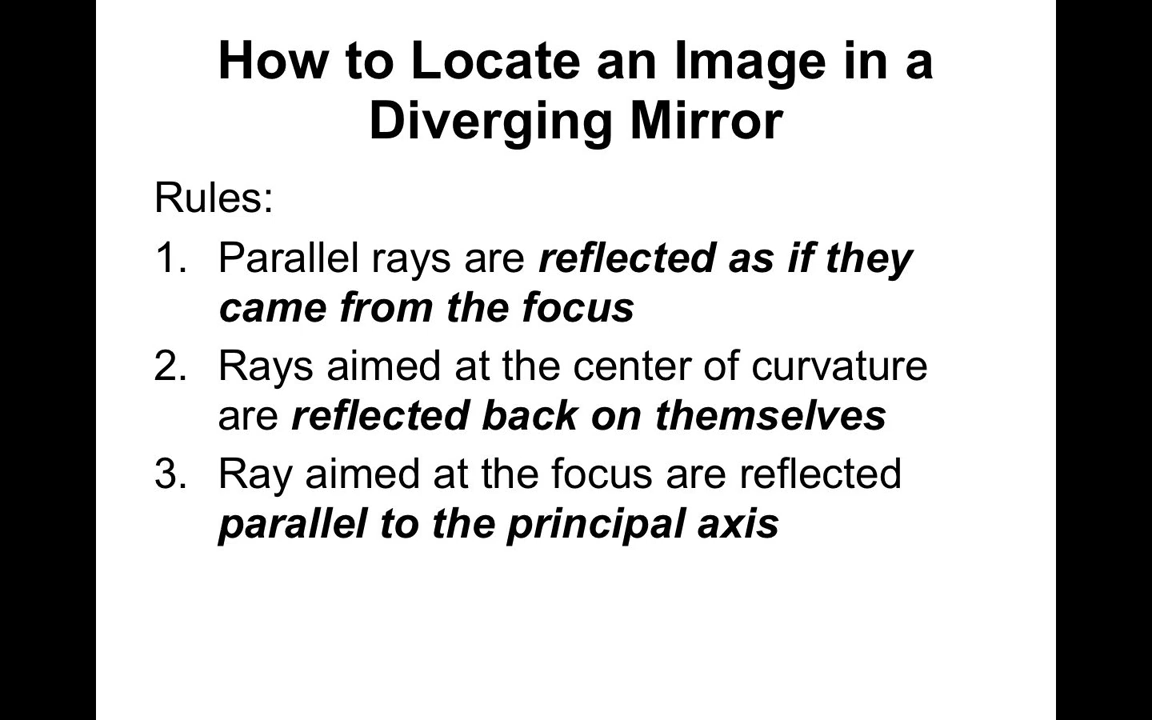 How to Locate an Image in a
Diverging Mirror
Rules:
1. Parallel rays are reflected as if they
came from the focus
2. Rays aimed at the center of curvature
are reflected back on themselves
3. Ray aimed at the focus are reflected
parallel to the principal axis